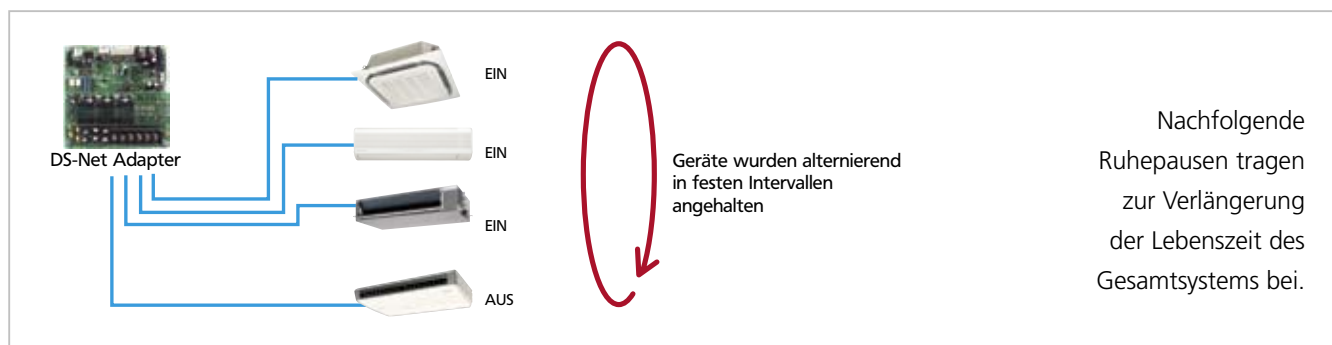 DS-Net Adapter
EIN
EIN
EIN
AUS
Geräte wurden alternierend
in festen Intervallen
angehalten
Nachfolgende
Ruhepausen tragen
zur Verlängerung
der Lebenszeit des
Gesamtsystems bei.